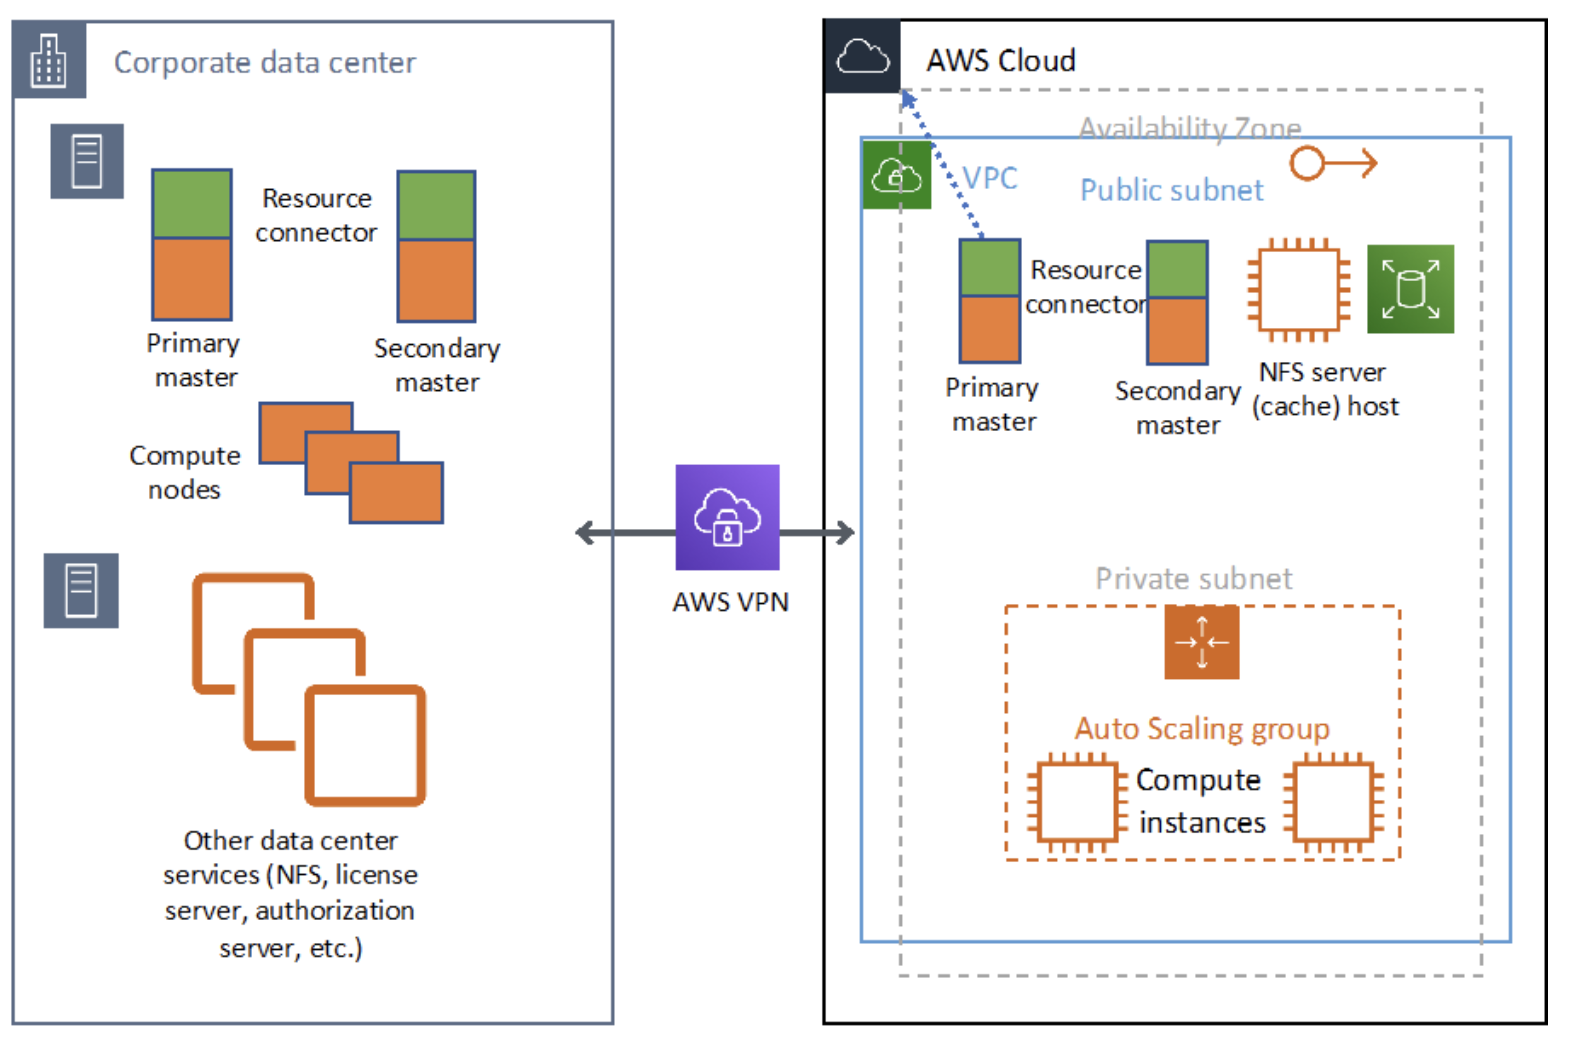 Corporate data center
Resource
connector
Primary
master
Secondary
master
Compute
nodes
Other data center
services (NFS, license
server, authorization
server, etc.)
AWS VPN
AWS Cloud
Availability Zone
VPC
Public subnet
Resource
connector
Primary
master
Secondary
master
NFS server
(cache) host
Private subnet
Auto Scaling group
Compute
instances